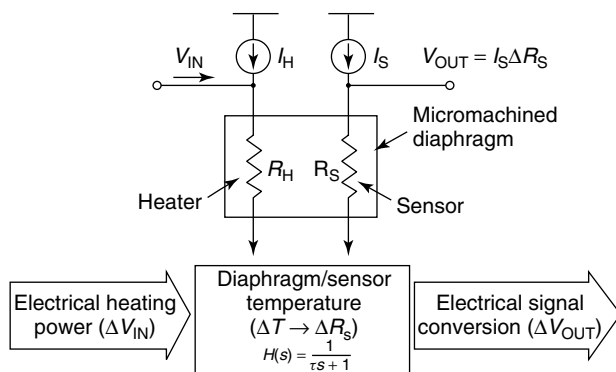 V_IN
I_H
I_S
V_OUT = I_SΔR_S
Micromachined
diaphragm
R_H
R_S
Heater
Sensor
Electrical heating
power (ΔV_IN)
Diaphragm/sensor
temperature
(ΔT → ΔR_s)
H(s) = 1/(τs + 1)
Electrical signal
conversion (ΔV_OUT)